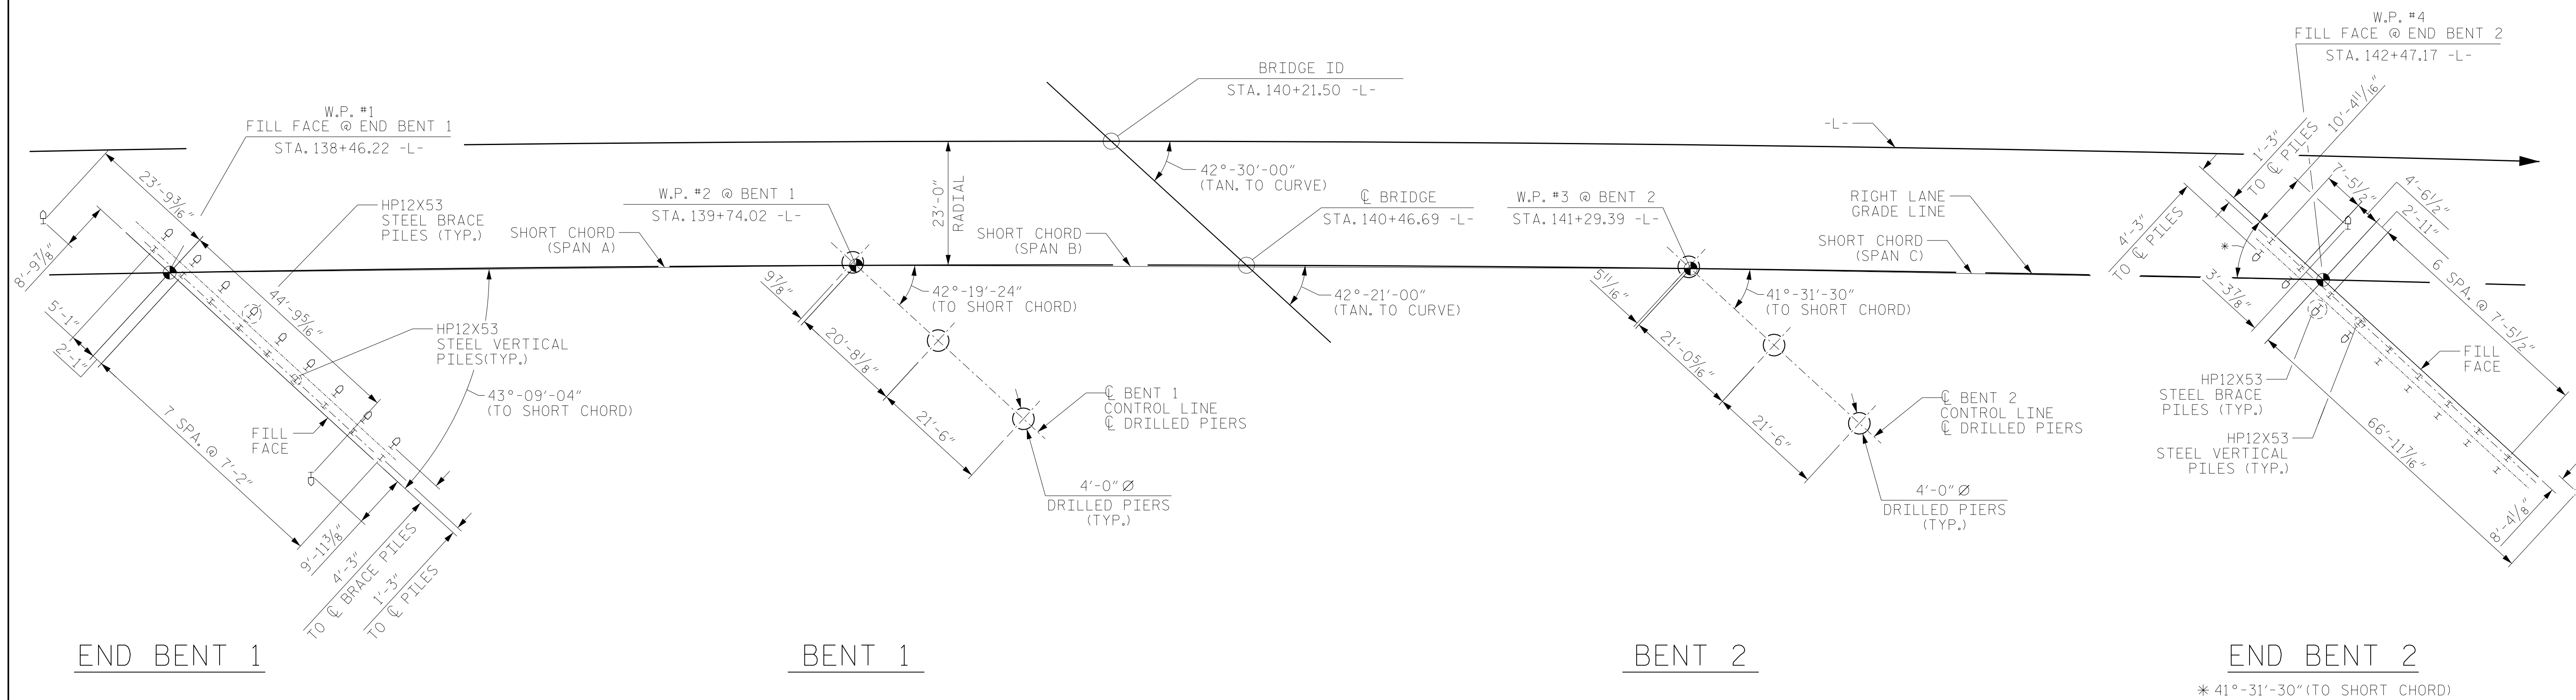 W.P. #1
FILL FACE @ END BENT 1
STA. 138+46.22 -L-
23'-9 3/16"
8'-9 7/8"
5'-1"
2'-1"
HP12X53
STEEL BRACE
PILES (TYP.)
SHORT CHORD
(SPAN A)
44'-9 5/16"
HP12X53
STEEL VERTICAL
PILES(TYP.)
43°-09'-04"
(TO SHORT CHORD)
7 SPA. @ 7'-2"
FILL
FACE
9'-11 3/8"
4'-3"
TO ℄ BRACE PILES
1'-3"
TO ℄ PILES
END BENT 1
W.P. #2 @ BENT 1
STA. 139+74.02 -L-
23'-0"
RADIAL
SHORT CHORD
(SPAN B)
9 7/8"
42°-19'-24"
(TO SHORT CHORD)
20'-8 1/8"
21'-6"
℄ BENT 1
CONTROL LINE
℄ DRILLED PIERS
4'-0" Ø
DRILLED PIERS
(TYP.)
BENT 1
BRIDGE ID
STA. 140+21.50 -L-
42°-30'-00"
(TAN. TO CURVE)
℄ BRIDGE
STA. 140+46.69 -L-
42°-21'-00"
(TAN. TO CURVE)
W.P. #3 @ BENT 2
STA. 141+29.39 -L-
-L-
RIGHT LANE
GRADE LINE
SHORT CHORD
(SPAN C)
5 11/16"
41°-31'-30"
(TO SHORT CHORD)
21'-0 5/16"
21'-6"
℄ BENT 2
CONTROL LINE
℄ DRILLED PIERS
4'-0" Ø
DRILLED PIERS
(TYP.)
BENT 2
W.P. #4
FILL FACE @ END BENT 2
STA. 142+47.17 -L-
10'-4 11/16"
1'-3"
TO ℄ PILES
7'-5 1/2"
4'-6 1/2"
2'-11"
4'-3"
TO ℄ PILES
*
3'-3 7/8"
6 SPA. @ 7'-5 1/2"
FILL
FACE
HP12X53
STEEL BRACE
PILES (TYP.)
HP12X53
STEEL VERTICAL
PILES (TYP.)
66'-11 7/16"
8'-4 1/8"
END BENT 2
* 41°-31'-30"(TO SHORT CHORD)